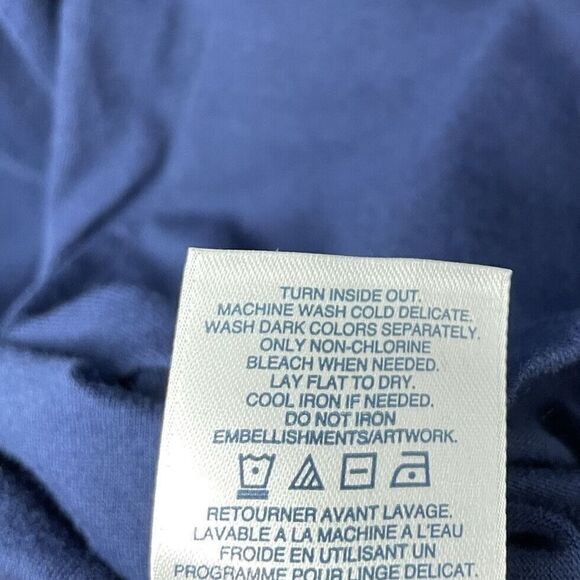 TURN INSIDE OUT.
MACHINE WASH COLD DELICATE.
WASH DARK COLORS SEPARATELY.
ONLY NON-CHLORINE
BLEACH WHEN NEEDED.
LAY FLAT TO DRY.
COOL IRON IF NEEDED.
DO NOT IRON
EMBELLISHMENTS/ARTWORK.
RETOURNER AVANT LAVAGE.
LAVABLE A LA MACHINE A L'EAU
FROIDE EN UTILISANT UN
PROGRAMME POUR LINGE DELICAT.